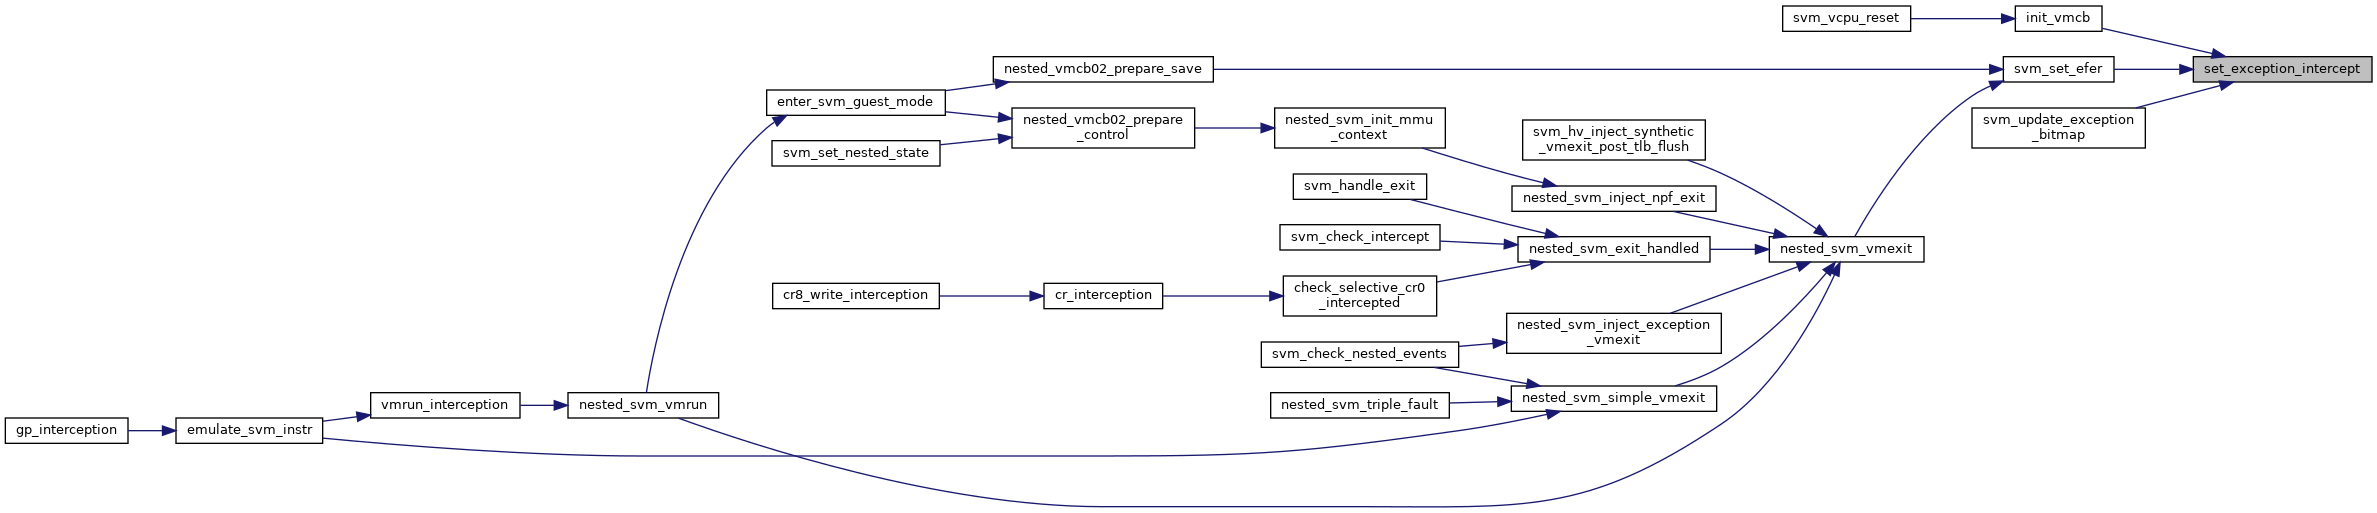 svm_vcpu_reset
init_vmcb
nested_vmcb02_prepare_save
svm_set_efer
set_exception_intercept
enter_svm_guest_mode
nested_vmcb02_prepare
_control
nested_svm_init_mmu
_context
svm_hv_inject_synthetic
_vmexit_post_tlb_flush
svm_update_exception
_bitmap
svm_set_nested_state
svm_handle_exit
nested_svm_inject_npf_exit
svm_check_intercept
nested_svm_exit_handled
nested_svm_vmexit
cr8_write_interception
cr_interception
check_selective_cr0
_intercepted
nested_svm_inject_exception
_vmexit
svm_check_nested_events
nested_svm_triple_fault
nested_svm_simple_vmexit
gp_interception
emulate_svm_instr
vmrun_interception
nested_svm_vmrun